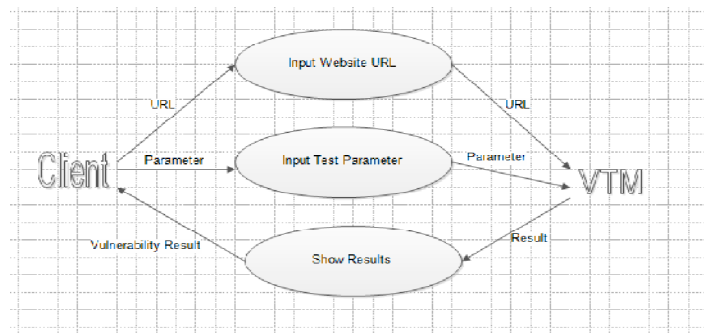 Input Website URL
URL
URL
Client
Parameter
Input Test Parameter
Parameter
VTM
Vulnerability Result
Show Results
Result